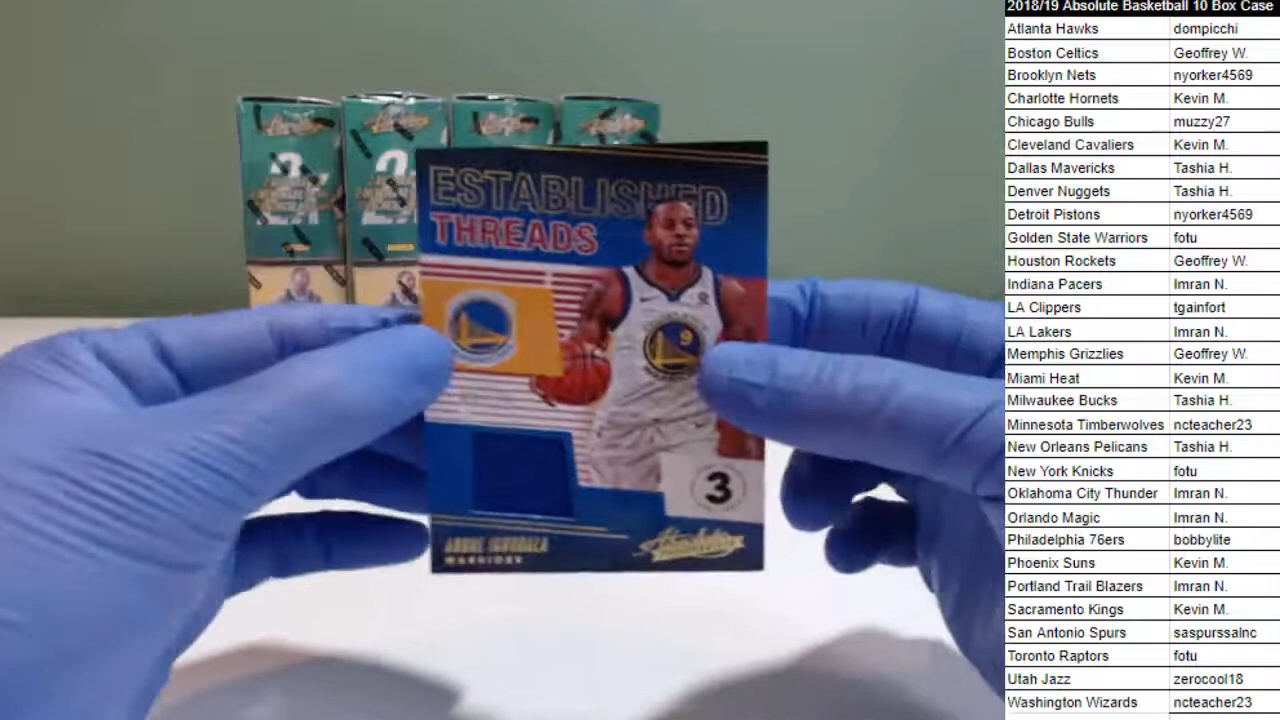 ESTABLISHED
THREADS
9
3
ANDRE IGUODALA
WARRIORS
Absolute
2018/19 Absolute Basketball 10 Box Case
Atlanta Hawks dompicchi
Boston Celtics Geoffrey W.
Brooklyn Nets nyorker4569
Charlotte Hornets Kevin M.
Chicago Bulls muzzy27
Cleveland Cavaliers Kevin M.
Dallas Mavericks Tashia H.
Denver Nuggets Tashia H.
Detroit Pistons nyorker4569
Golden State Warriors fotu
Houston Rockets Geoffrey W.
Indiana Pacers Imran N.
LA Clippers tgainfort
LA Lakers Imran N.
Memphis Grizzlies Geoffrey W.
Miami Heat Kevin M.
Milwaukee Bucks Tashia H.
Minnesota Timberwolves ncteacher23
New Orleans Pelicans Tashia H.
New York Knicks fotu
Oklahoma City Thunder Imran N.
Orlando Magic Imran N.
Philadelphia 76ers bobbylite
Phoenix Suns Kevin M.
Portland Trail Blazers Imran N.
Sacramento Kings Kevin M.
San Antonio Spurs saspurssalnc
Toronto Raptors fotu
Utah Jazz zerocool18
Washington Wizards ncteacher23